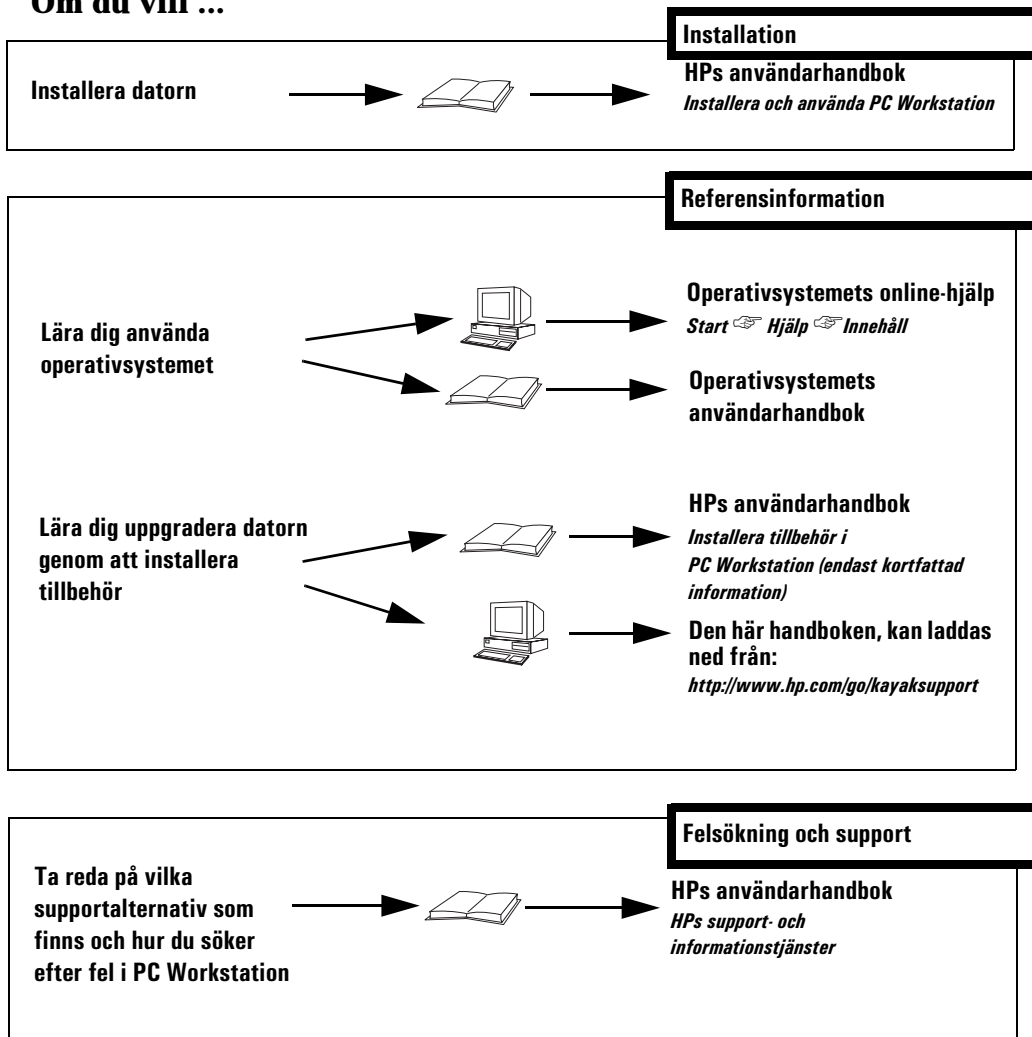 Om du vill ...
Installation
Installera datorn
HPs användarhandbok
Installera och använda PC Workstation
Referensinformation
Lära dig använda
operativsystemet
Operativsystemets online-hjälp
Start ☞ Hjälp ☞ Innehåll
Operativsystemets
användarhandbok
Lära dig uppgradera datorn
genom att installera
tillbehör
HPs användarhandbok
Installera tillbehör i
PC Workstation (endast kortfattad
information)
Den här handboken, kan laddas
ned från:
http://www.hp.com/go/kayaksupport
Felsökning och support
Ta reda på vilka
supportalternativ som
finns och hur du söker
efter fel i PC Workstation
HPs användarhandbok
HPs support- och
informationstjänster